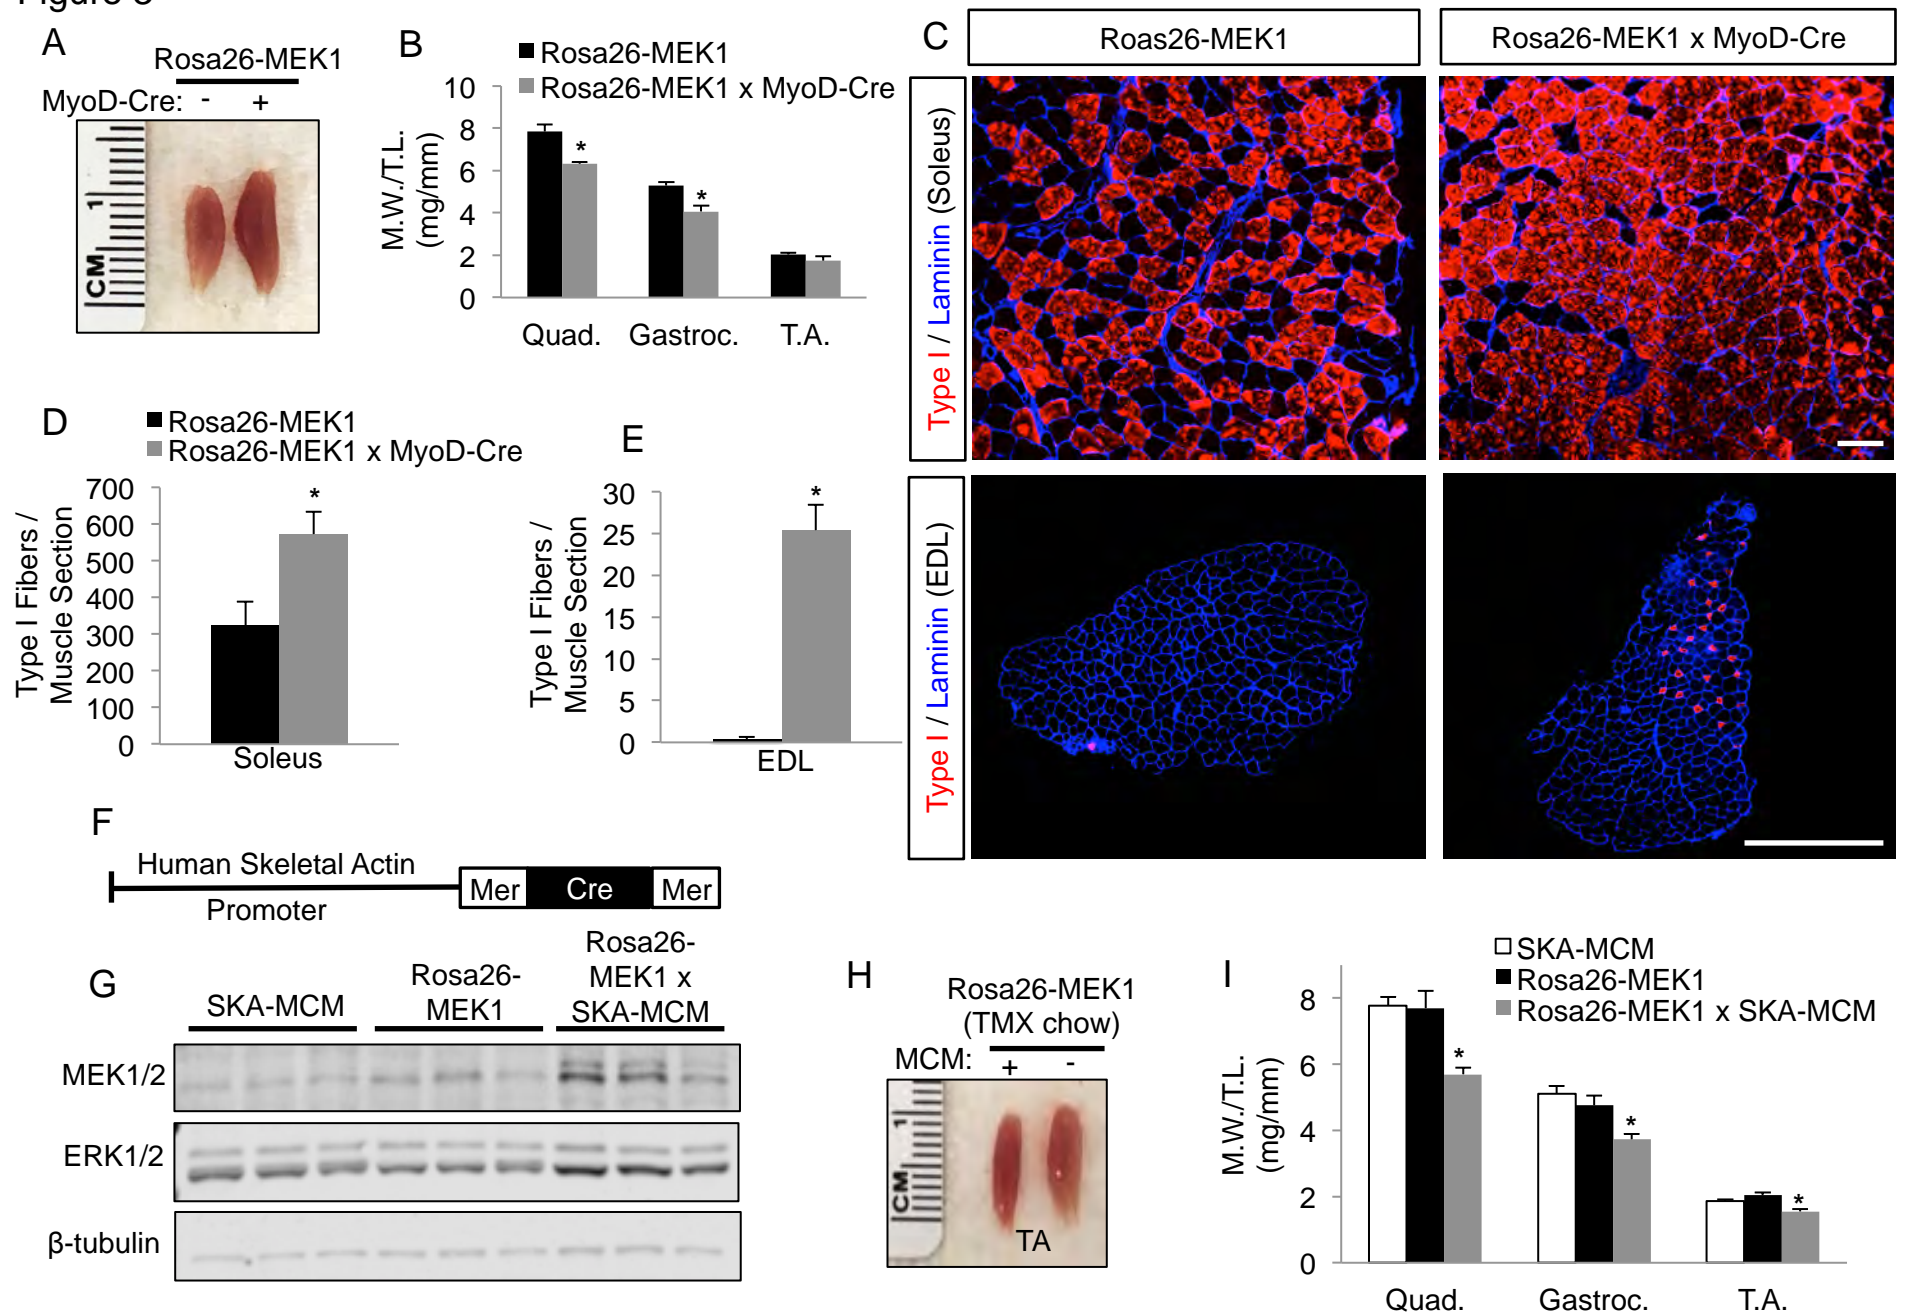 A
Rosa26-MEK1
MyoD-Cre: - +
CM
1
B
Rosa26-MEK1
Rosa26-MEK1 x MyoD-Cre
M.W./T.L.
(mg/mm)
10
8
6
4
2
0
*
*
Quad. Gastroc. T.A.
C
Roas26-MEK1
Rosa26-MEK1 x MyoD-Cre
Type I / Laminin (Soleus)
Type I / Laminin (EDL)
D
Rosa26-MEK1
Rosa26-MEK1 x MyoD-Cre
Type I Fibers /
Muscle Section
700
600
500
400
300
200
100
0
*
Soleus
E
Type I Fibers /
Muscle Section
30
25
20
15
10
5
0
*
EDL
F
Human Skeletal Actin
Promoter
Mer Cre Mer
G
SKA-MCM
Rosa26-
MEK1
Rosa26-
MEK1 x
SKA-MCM
MEK1/2
ERK1/2
β-tubulin
H
Rosa26-MEK1
(TMX chow)
MCM: + -
CM
1
TA
I
SKA-MCM
Rosa26-MEK1
Rosa26-MEK1 x SKA-MCM
M.W./T.L.
(mg/mm)
8
6
4
2
0
*
*
*
Quad. Gastroc. T.A.